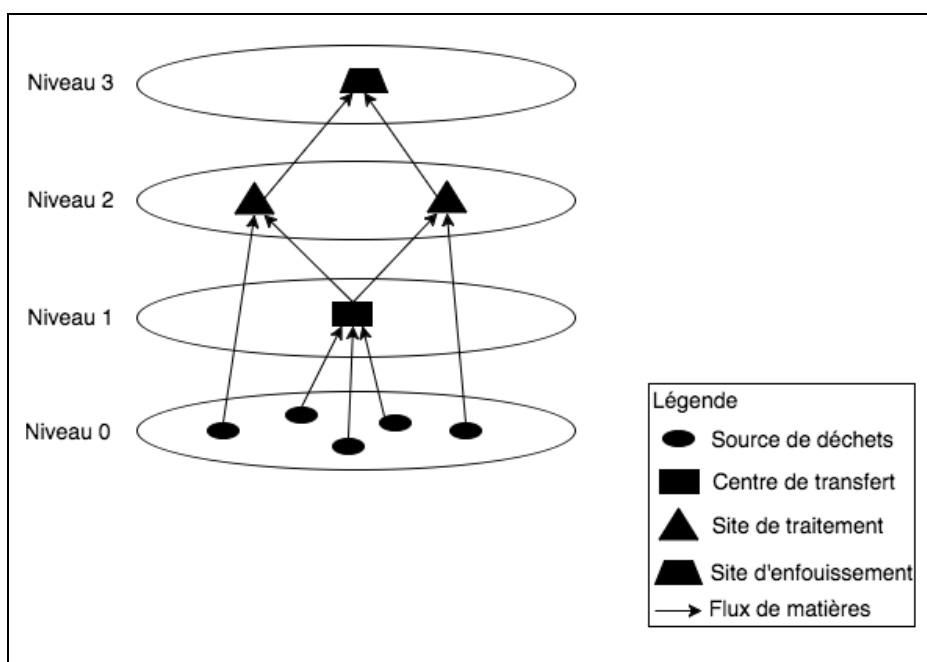 Niveau 3
Niveau 2
Niveau 1
Niveau 0
Légende
Source de déchets
Centre de transfert
Site de traitement
Site d'enfouissement
Flux de matières